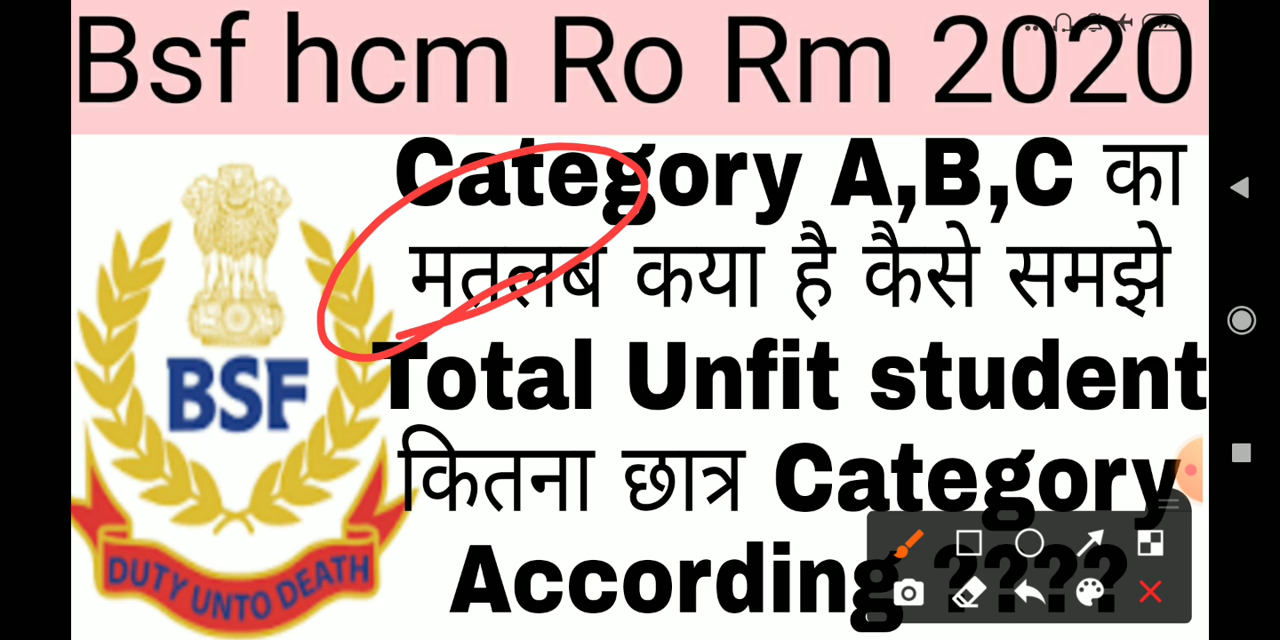 Bsf hcm Ro Rm 2020
Category A,B,C का
मतलब कया है कैसे समझे
Total Unfit student
कितना छात्र Category
According ????
BSF
DUTY UNTO DEATH